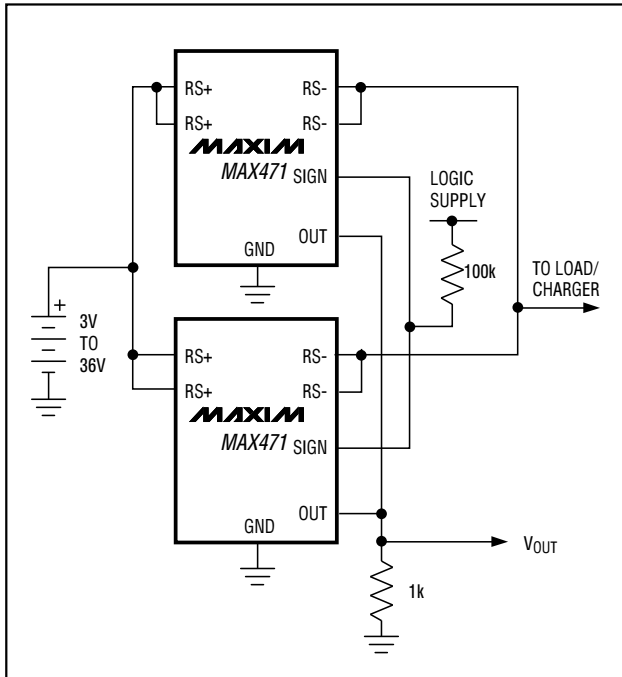 RS+ RS-
RS+ RS-
MAXIM
MAX471 SIGN
OUT
GND
LOGIC
SUPPLY
100k
TO LOAD/
CHARGER
+
3V
TO
36V
RS+ RS-
RS+ RS-
MAXIM
MAX471 SIGN
OUT
GND
VOUT
1k